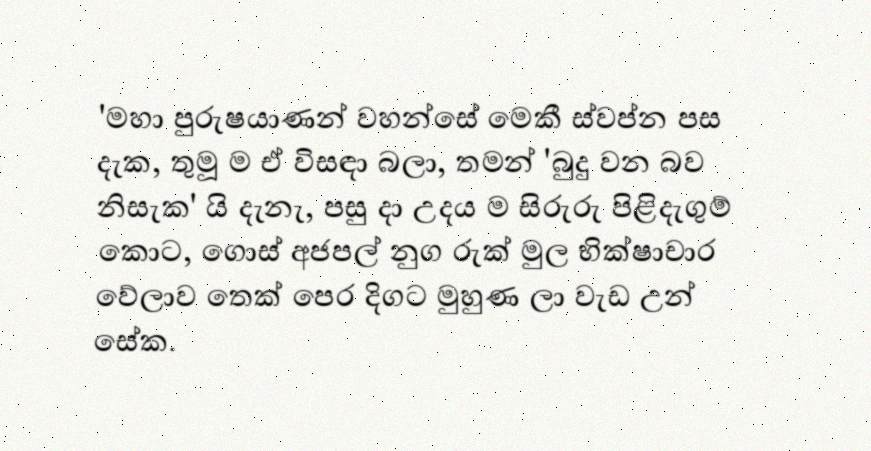 'මහා පුරුෂයාණන් වහන්සේ මෙකී ස්වප්න පස
දැක, තුමූ ම ඒ විසඳා බලා, තමන් 'බුදු වන බව
නිසැක' යි දැනැ, පසු දා උදය ම සිරුරු පිළිදැගුම්
කොට, ගොස් අජපල් නුග රුක් මුල භික්ෂාචාර
වේලාව තෙක් පෙර දිගට මුහුණ ලා වැඩ උන්
සේක.